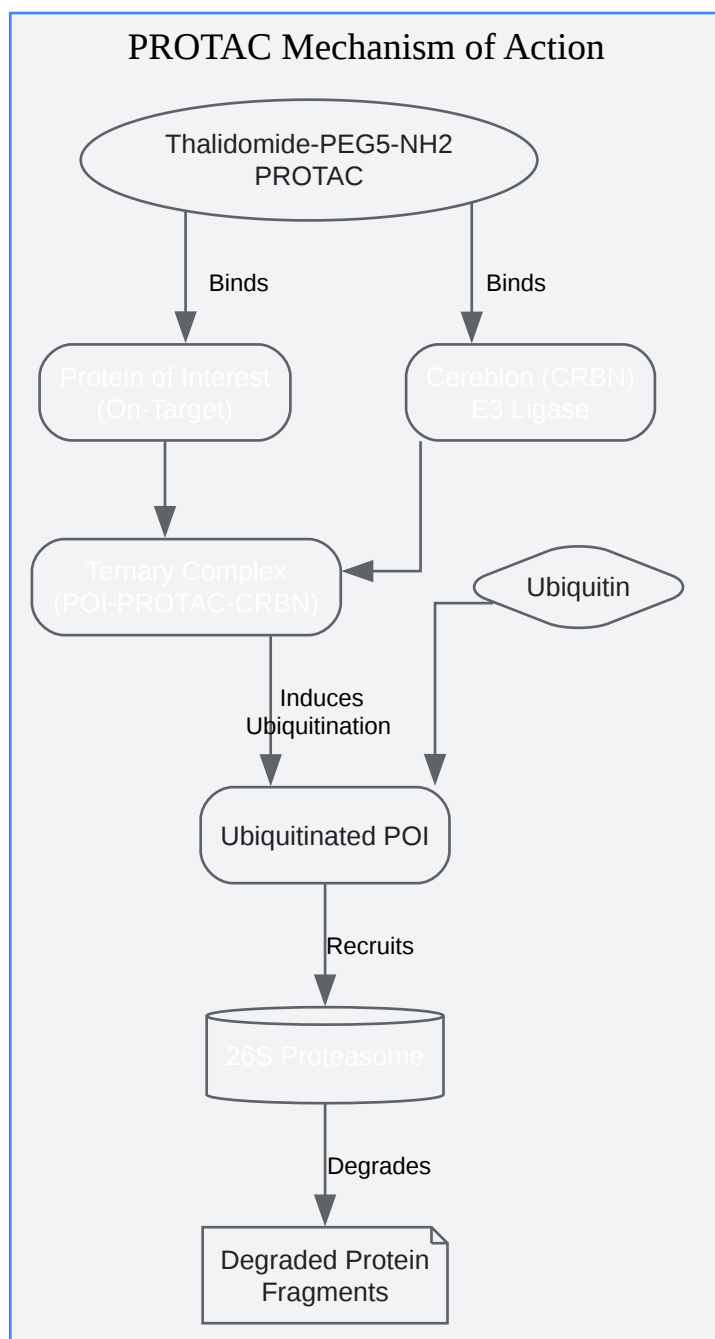 PROTAC Mechanism of Action
Thalidomide-PEG5-NH2
PROTAC
Binds
Binds
Protein of Interest
(On-Target)
Cereblon (CRBN)
E3 Ligase
Ternary Complex
(POI-PROTAC-CRBN)
Ubiquitin
Induces
Ubiquitination
Ubiquitinated POI
Recruits
26S Proteasome
Degrades
Degraded Protein
Fragments